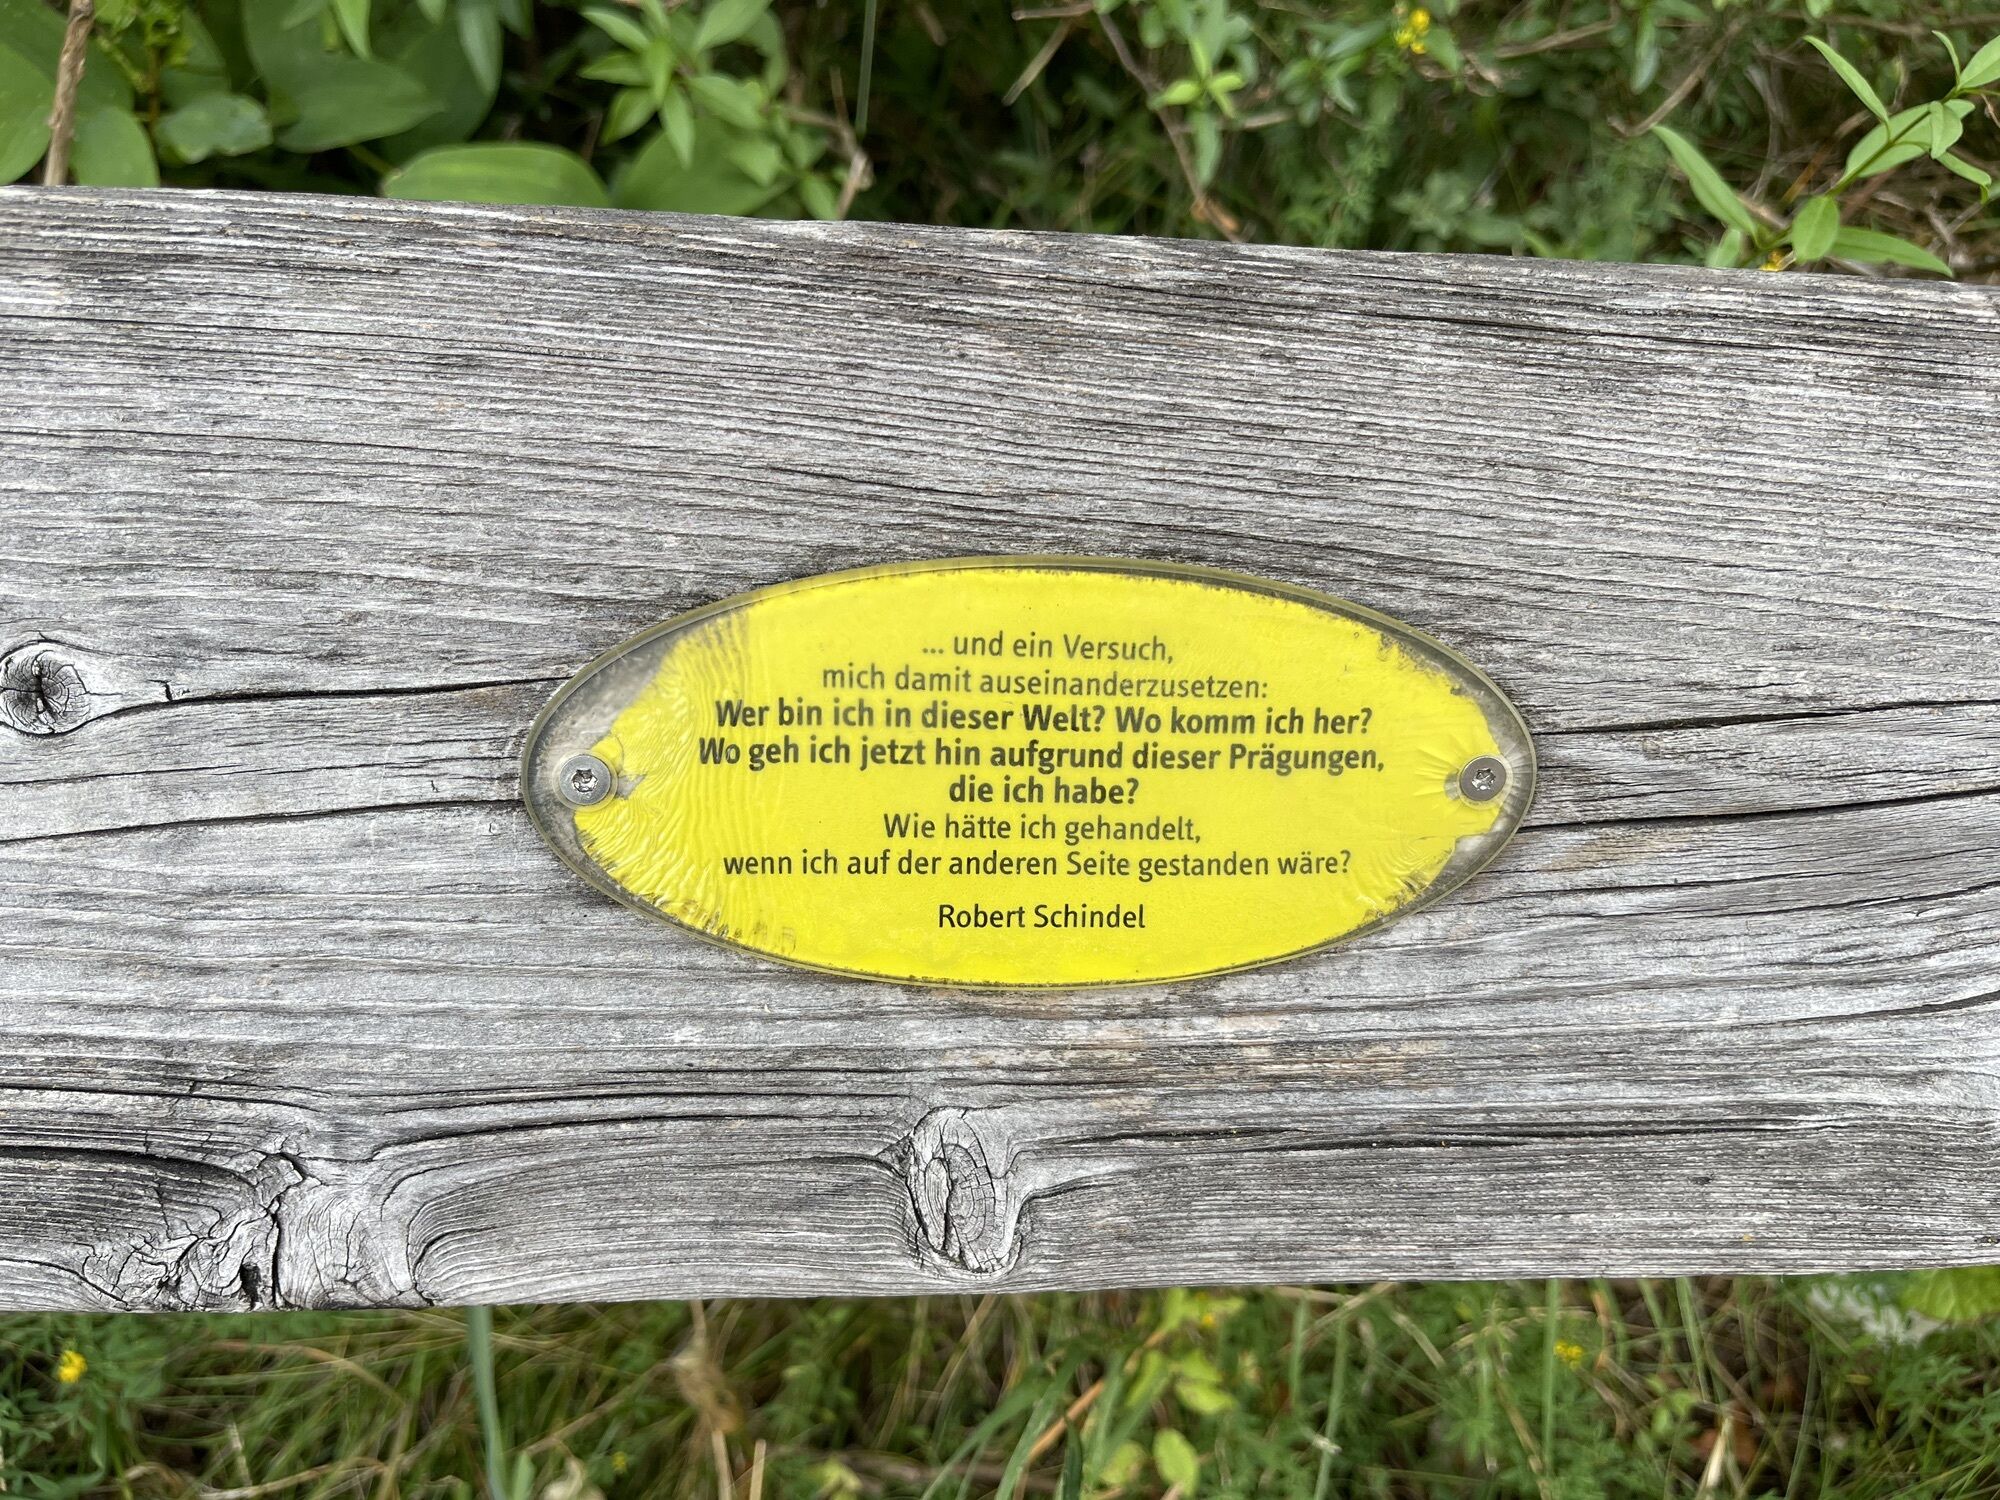 ... und ein Versuch,
mich damit auseinanderzusetzen:
Wer bin ich in dieser Welt? Wo komm ich her?
Wo geh ich jetzt hin aufgrund dieser Prägungen,
die ich habe?
Wie hätte ich gehandelt,
wenn ich auf der anderen Seite gestanden wäre?
Robert Schindel